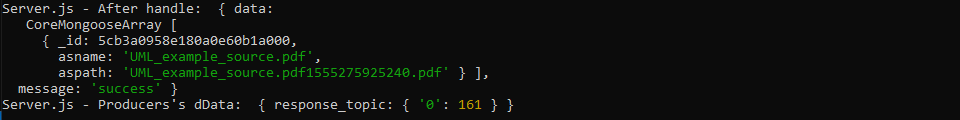 Server.js - After handle:  { data:
   CoreMongooseArray [
     { _id: 5cb3a0958e180a0e60b1a000,
       asname: 'UML_example_source.pdf',
       aspath: 'UML_example_source.pdf1555275925240.pdf' } ],
  message: 'success' }
Server.js - Producers's dData:  { response_topic: { '0': 161 } }